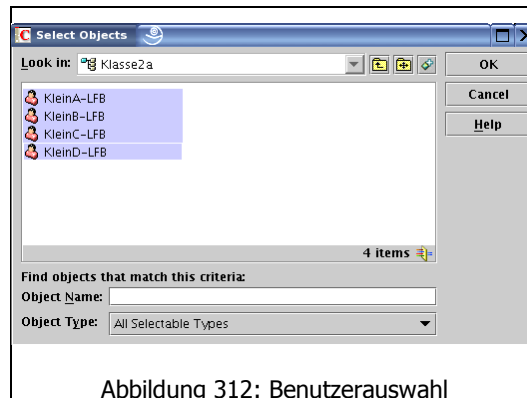 Select Objects
Look in: Klasse2a
OK
KleinA-LFB
KleinB-LFB
KleinC-LFB
KleinD-LFB
Cancel
Help
4 items
Find objects that match this criteria:
Object Name:
Object Type: All Selectable Types
Abbildung 312: Benutzerauswahl